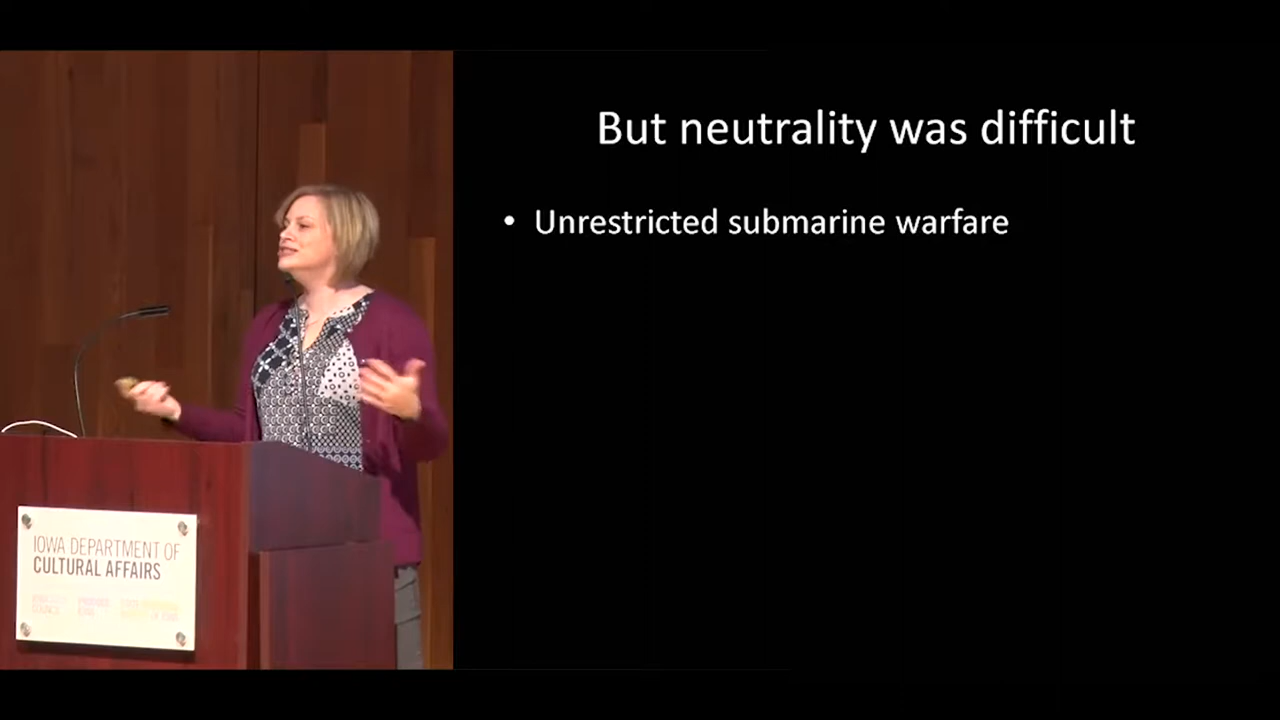 But neutrality was difficult
• Unrestricted submarine warfare
IOWA DEPARTMENT OF
CULTURAL AFFAIRS